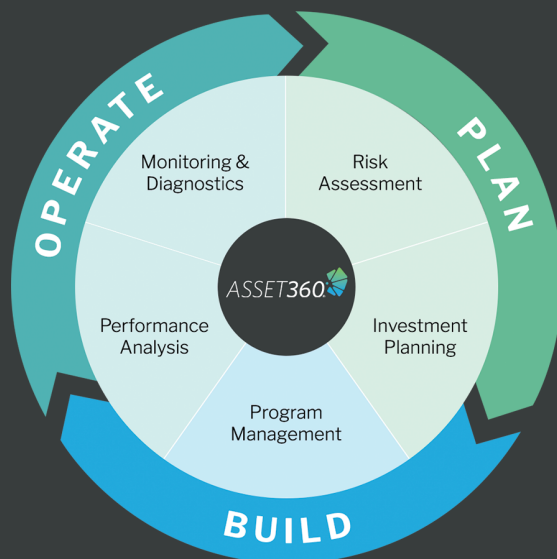 OPERATE
PLAN
Monitoring &
Diagnostics
Risk
Assessment
ASSET360
Performance
Analysis
Investment
Planning
Program
Management
BUILD